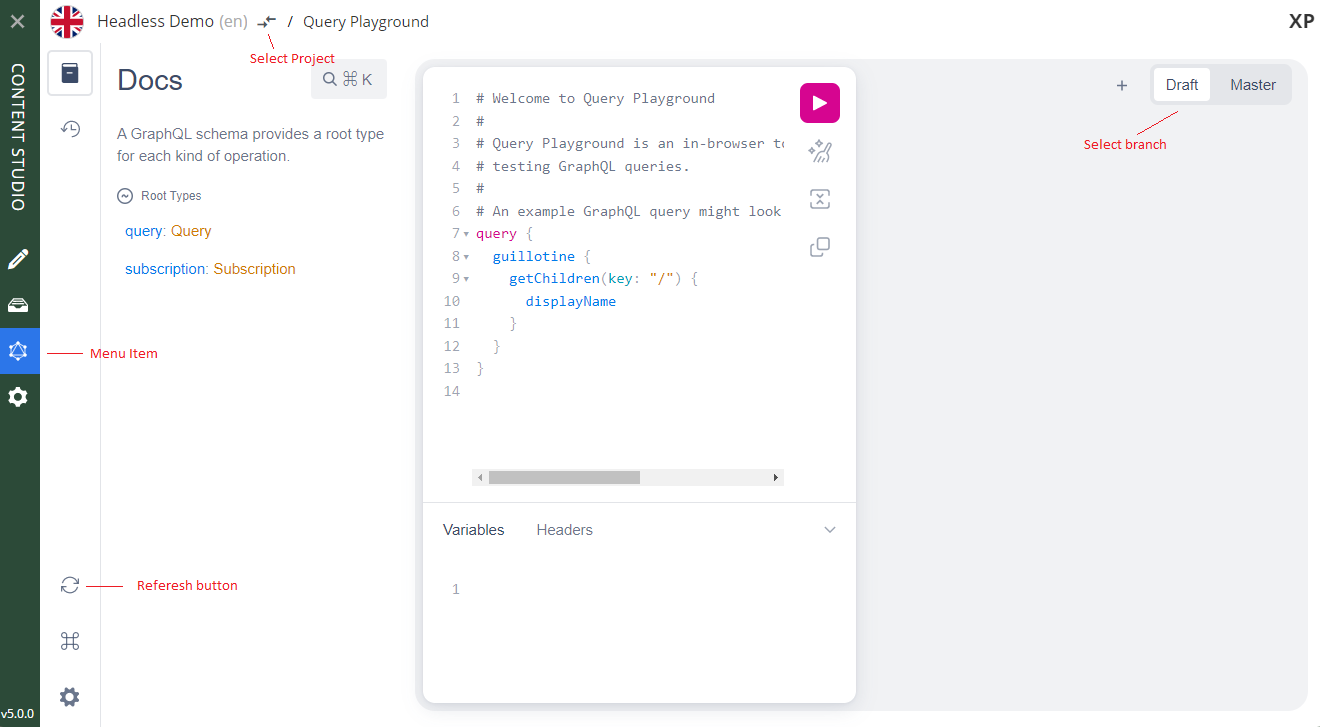 Headless Demo (en) / Query Playground
XP
Select Project
CONTENT STUDIO
Docs
⌘ K
A GraphQL schema provides a root type
for each kind of operation.
Root Types
query: Query
subscription: Subscription
Menu Item
Referesh button
v5.0.0
1 # Welcome to Query Playground
2 #
3 # Query Playground is an in-browser to
4 # testing GraphQL queries.
5 #
6 # An example GraphQL query might look
7 query {
8 guillotine {
9 getChildren(key: "/") {
10 displayName
11 }
12 }
13 }
14
Variables Headers
1
+ Draft Master
Select branch